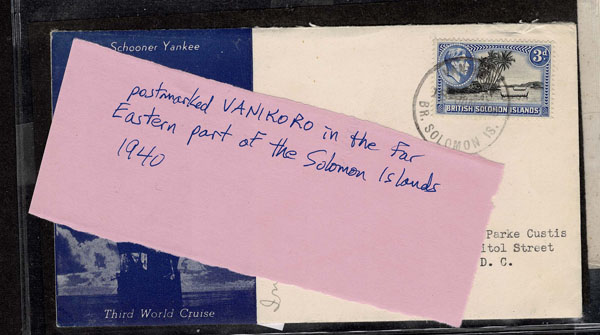 Schooner Yankee
3d
BRITISH SOLOMON ISLANDS
BR. SOLOMON IS.
postmarked VANIKORO in the far
Eastern part of the Solomon Islands
1940
Parke Custis
itol Street
D. C.
Third World Cruise